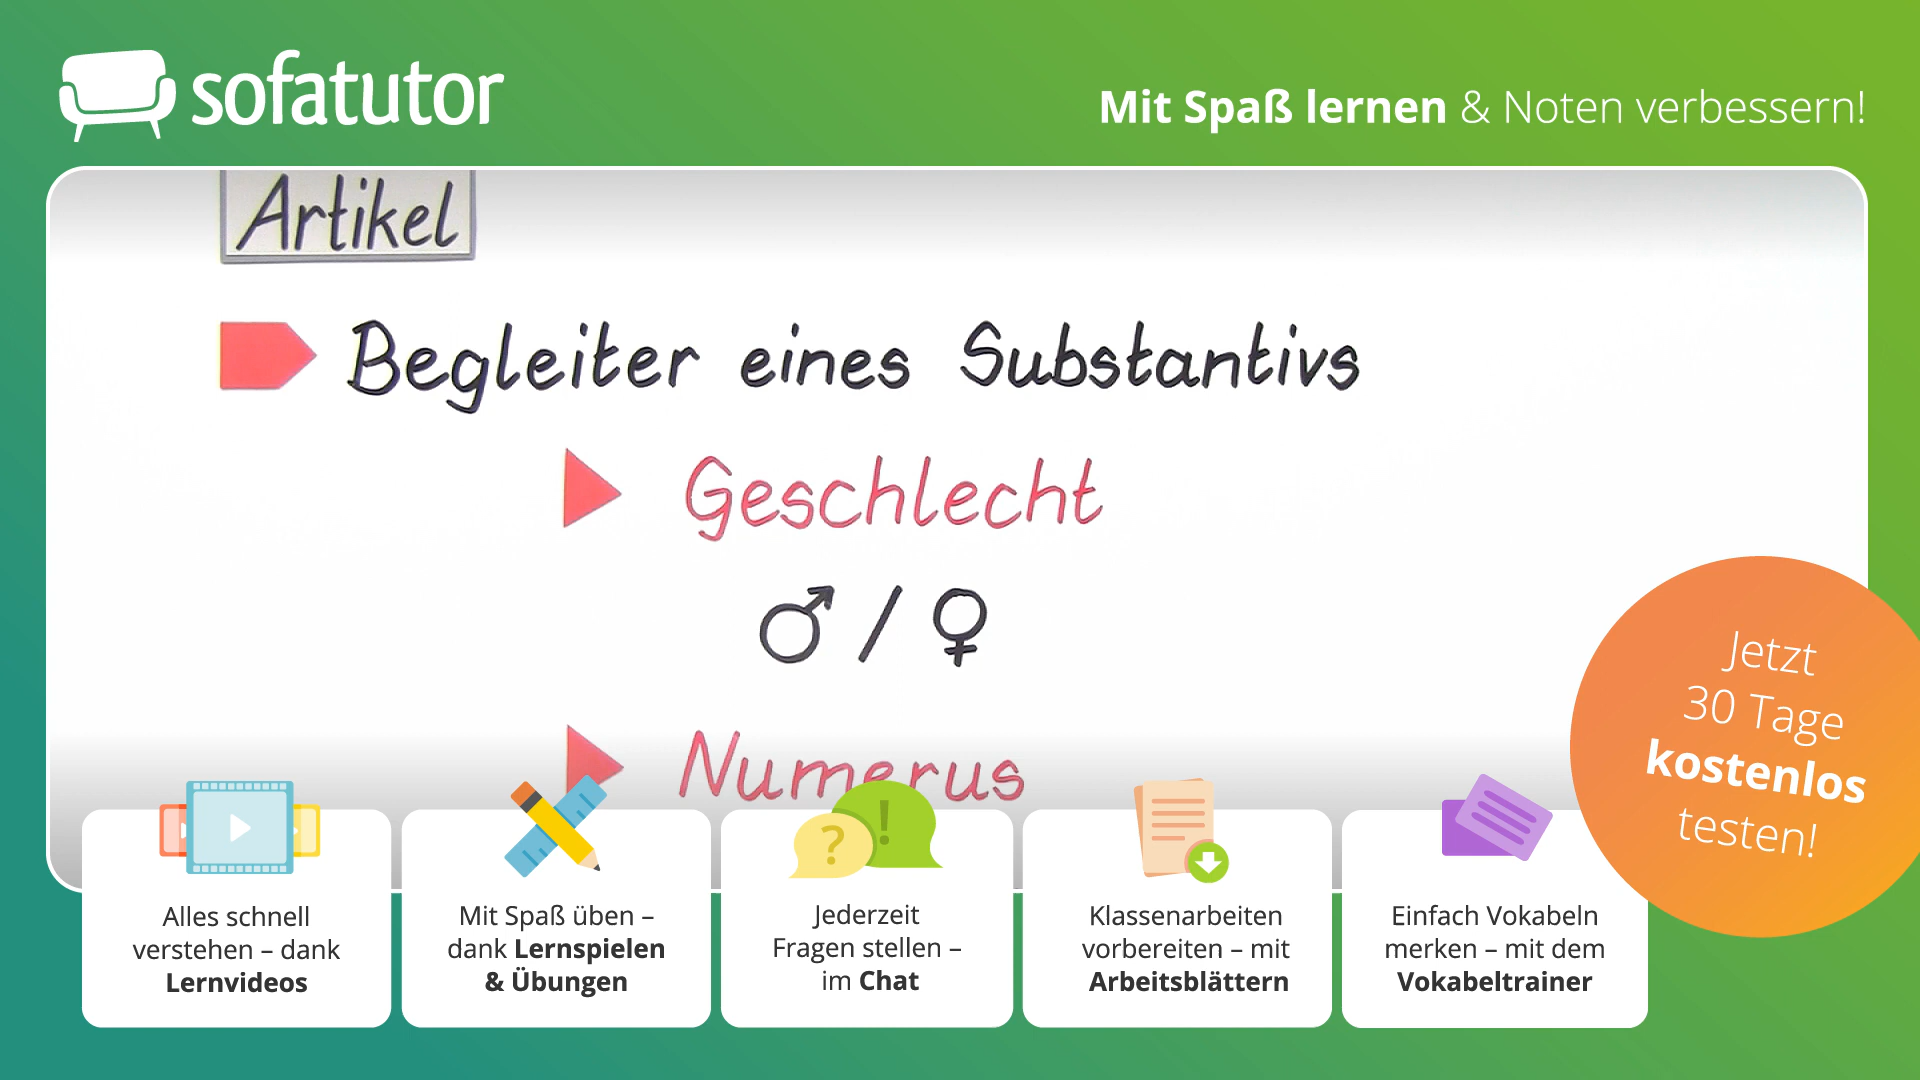 sofatutor
Mit Spaß lernen & Noten verbessern!
Artikel
Begleiter eines Substantivs
Geschlecht
♂ / ♀
Numerus
Jetzt
30 Tage
kostenlos
testen!
Alles schnell
verstehen – dank
Lernvideos
Mit Spaß üben –
dank Lernspielen
& Übungen
? !
Jederzeit
Fragen stellen –
im Chat
Klassenarbeiten
vorbereiten – mit
Arbeitsblättern
Einfach Vokabeln
merken – mit dem
Vokabeltrainer